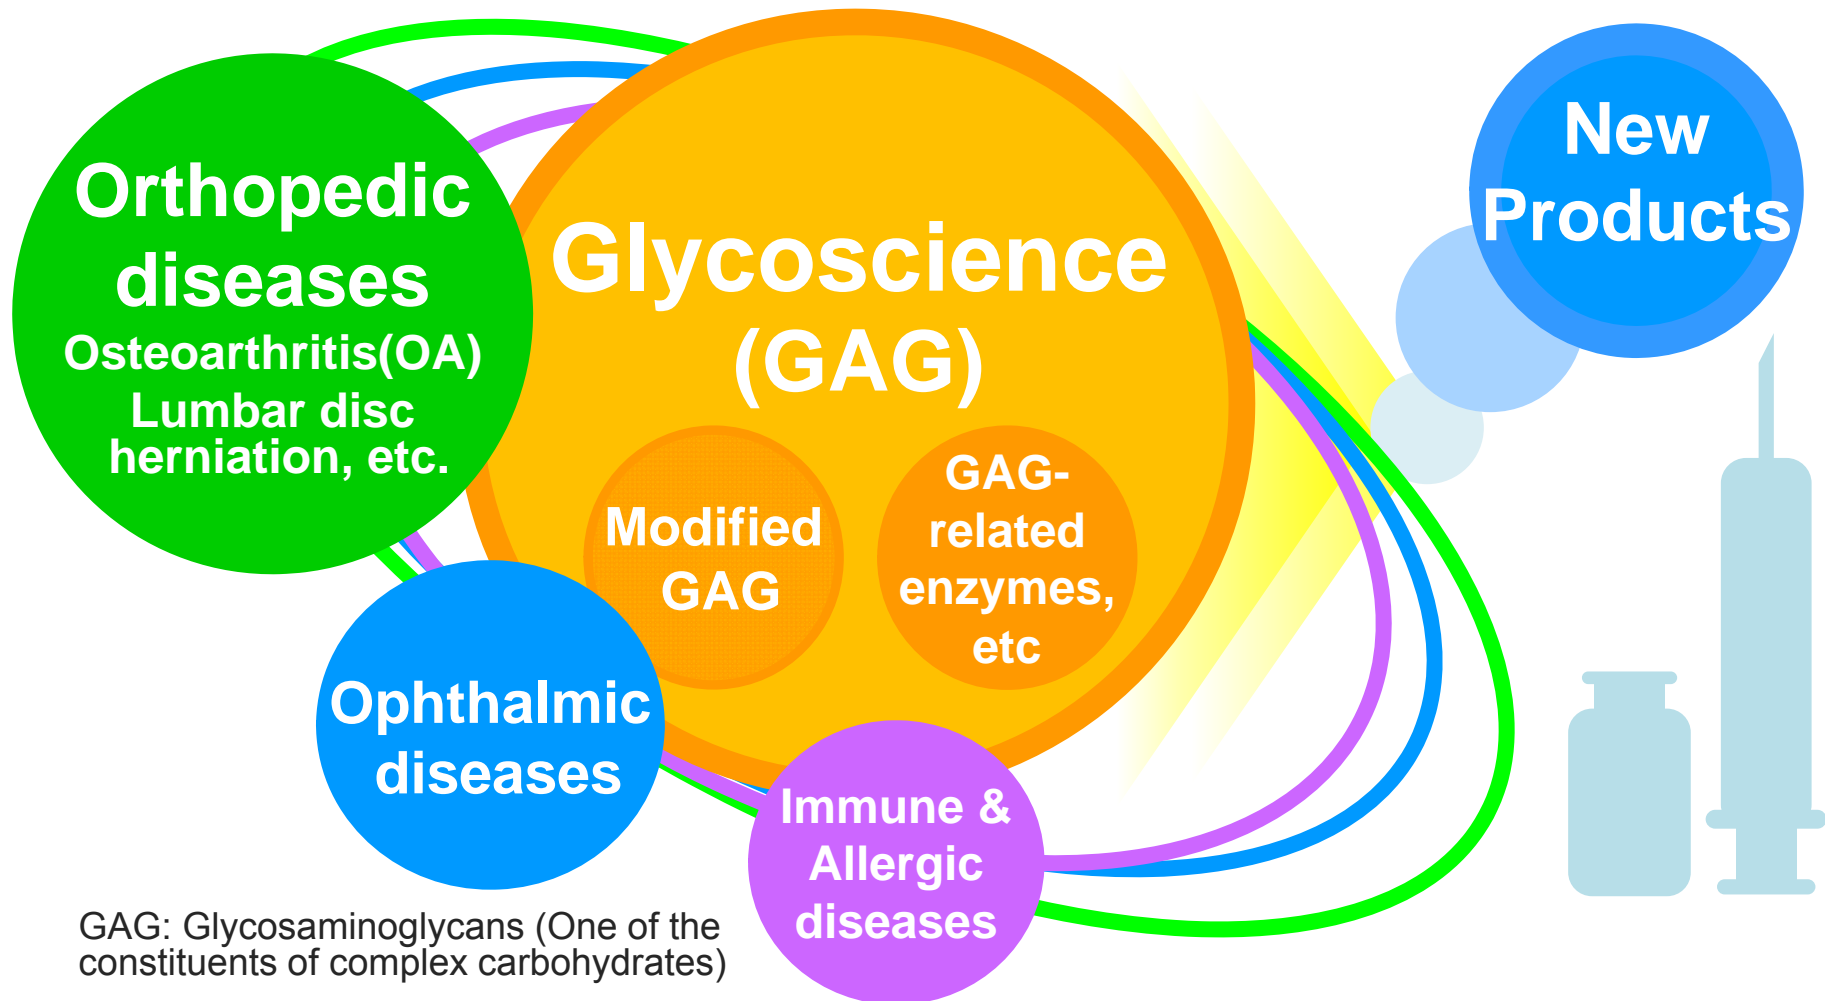 Orthopedic
diseases
Osteoarthritis(OA)
Lumbar disc
herniation, etc.
Glycoscience
(GAG)
Modified
GAG
GAG-
related
enzymes,
etc
New
Products
Ophthalmic
diseases
Immune &
Allergic
diseases
GAG: Glycosaminoglycans (One of the
constituents of complex carbohydrates)